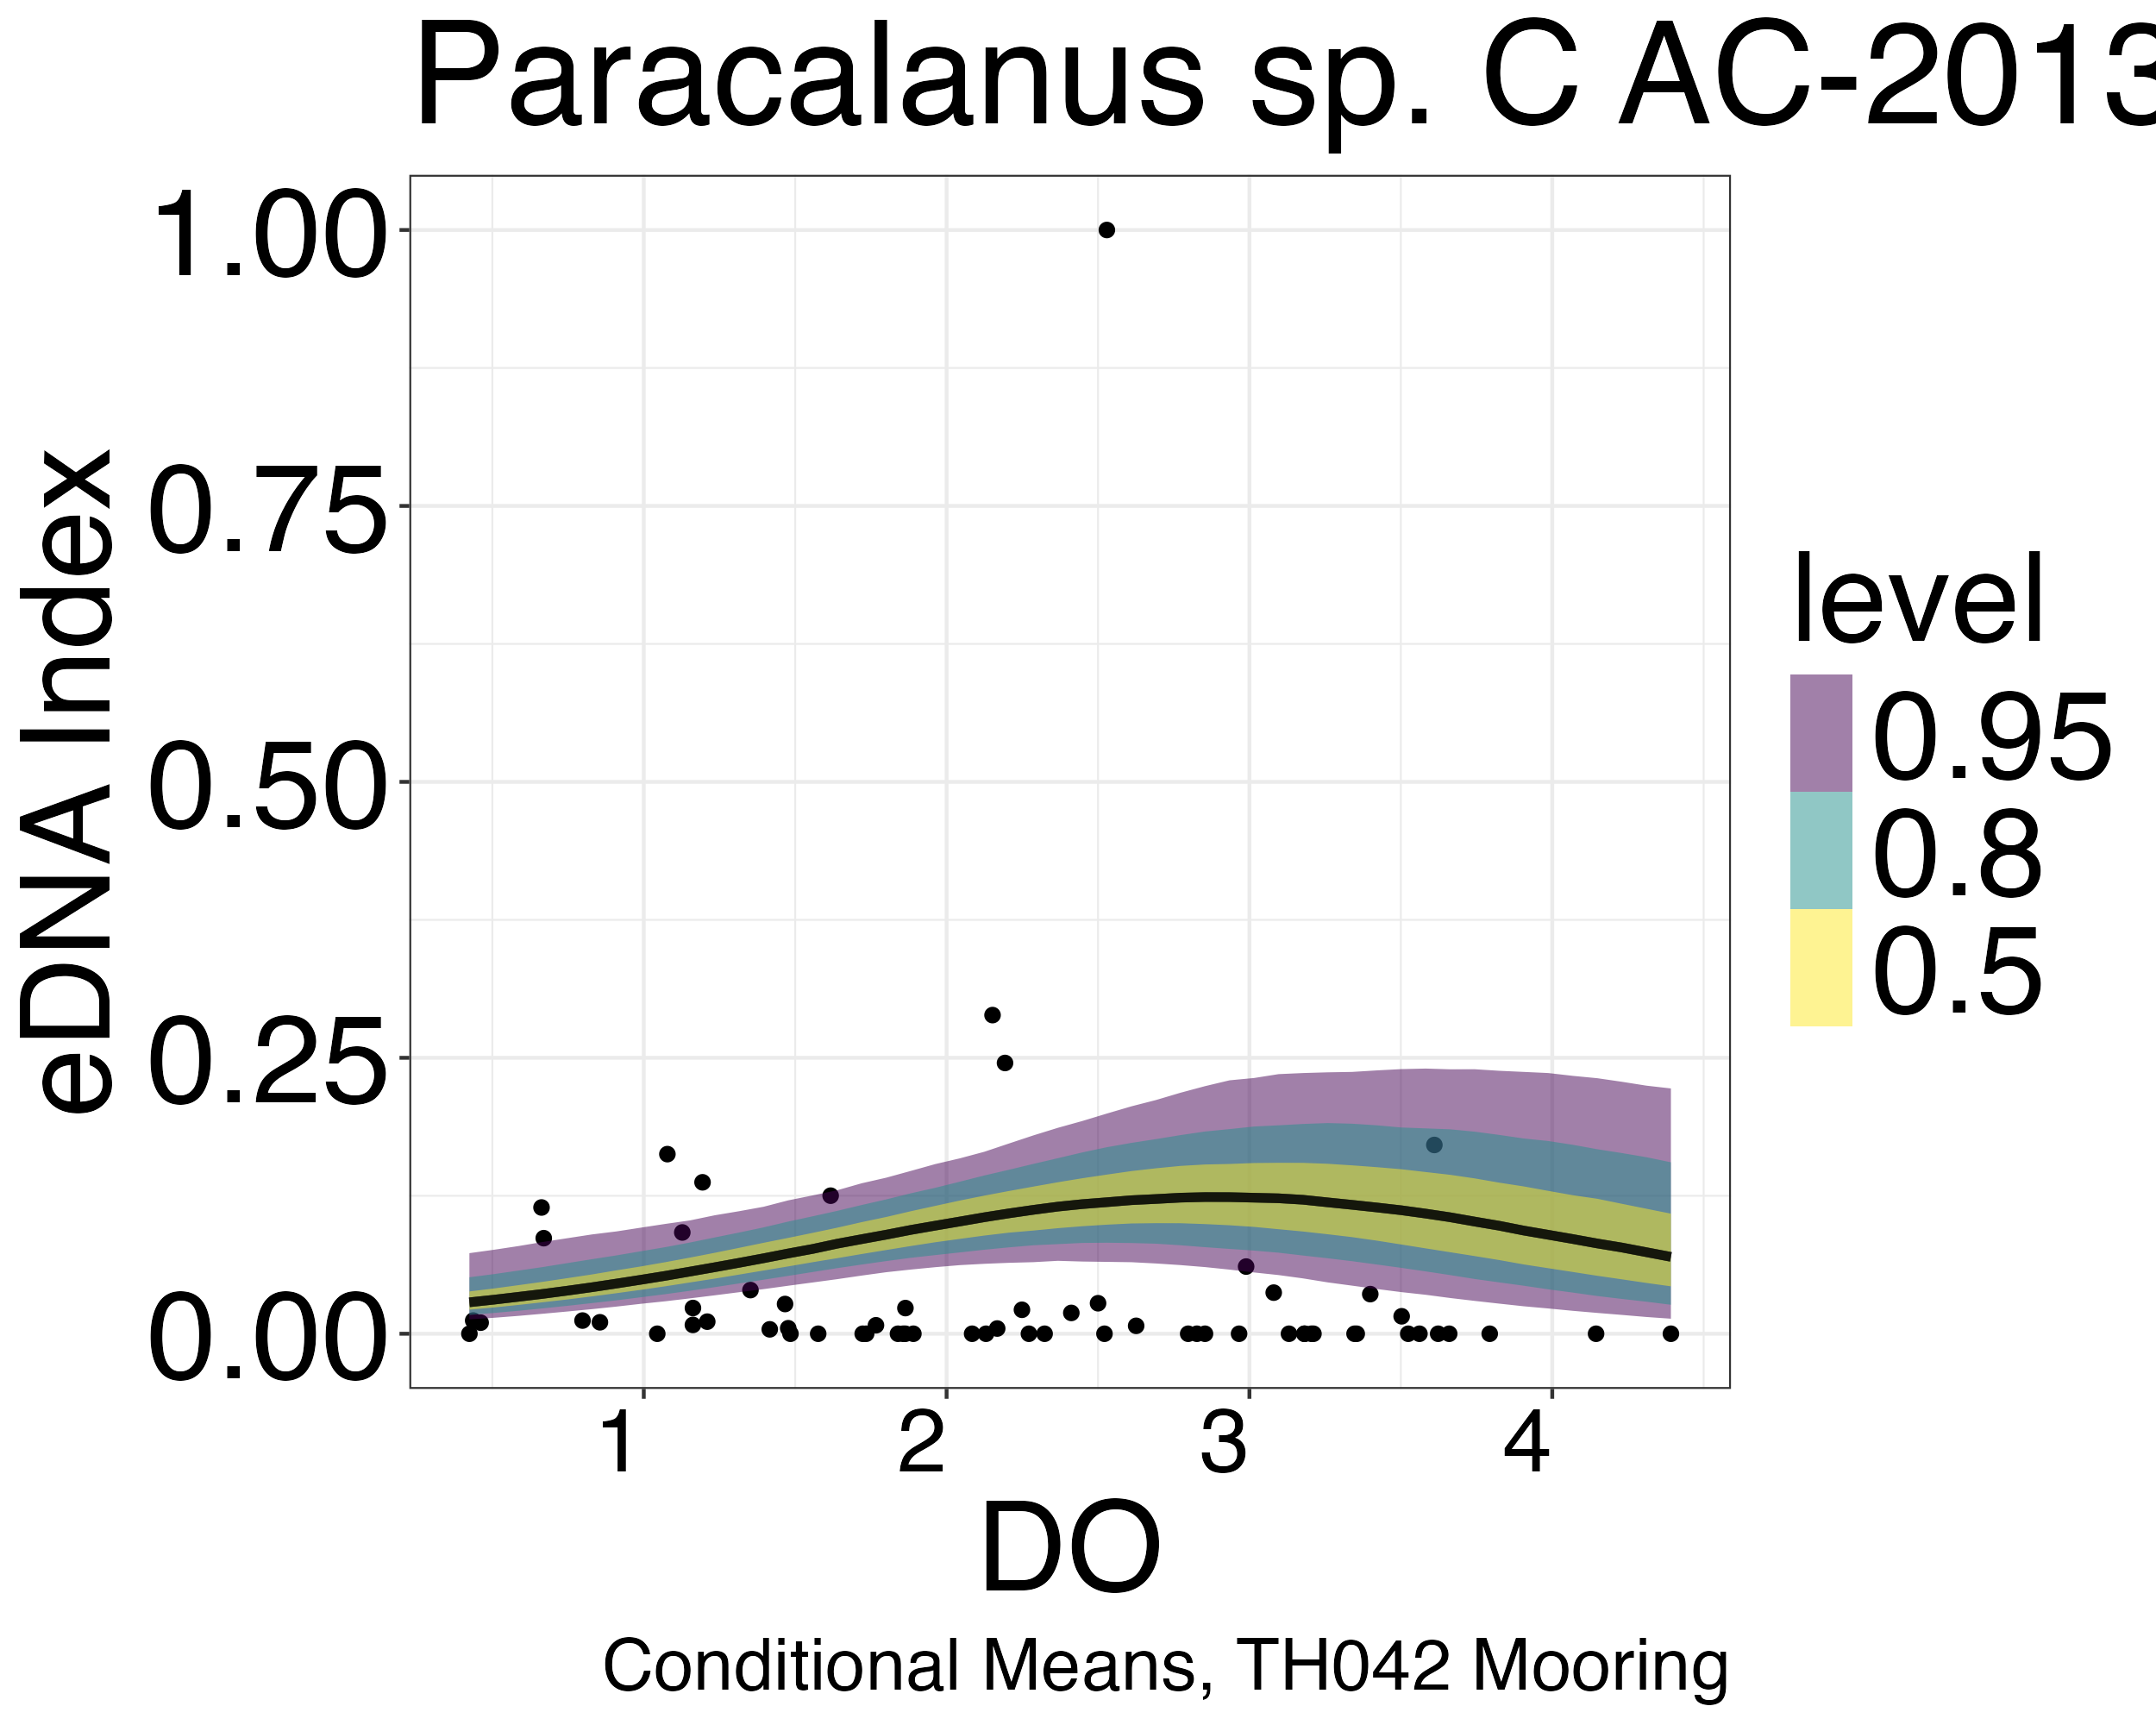 Paracalanus sp. C AC-2013
eDNA Index
1.00
0.75
0.50
0.25
0.00
1 2 3 4
DO
Conditional Means, TH042 Mooring
level
0.95
0.8
0.5